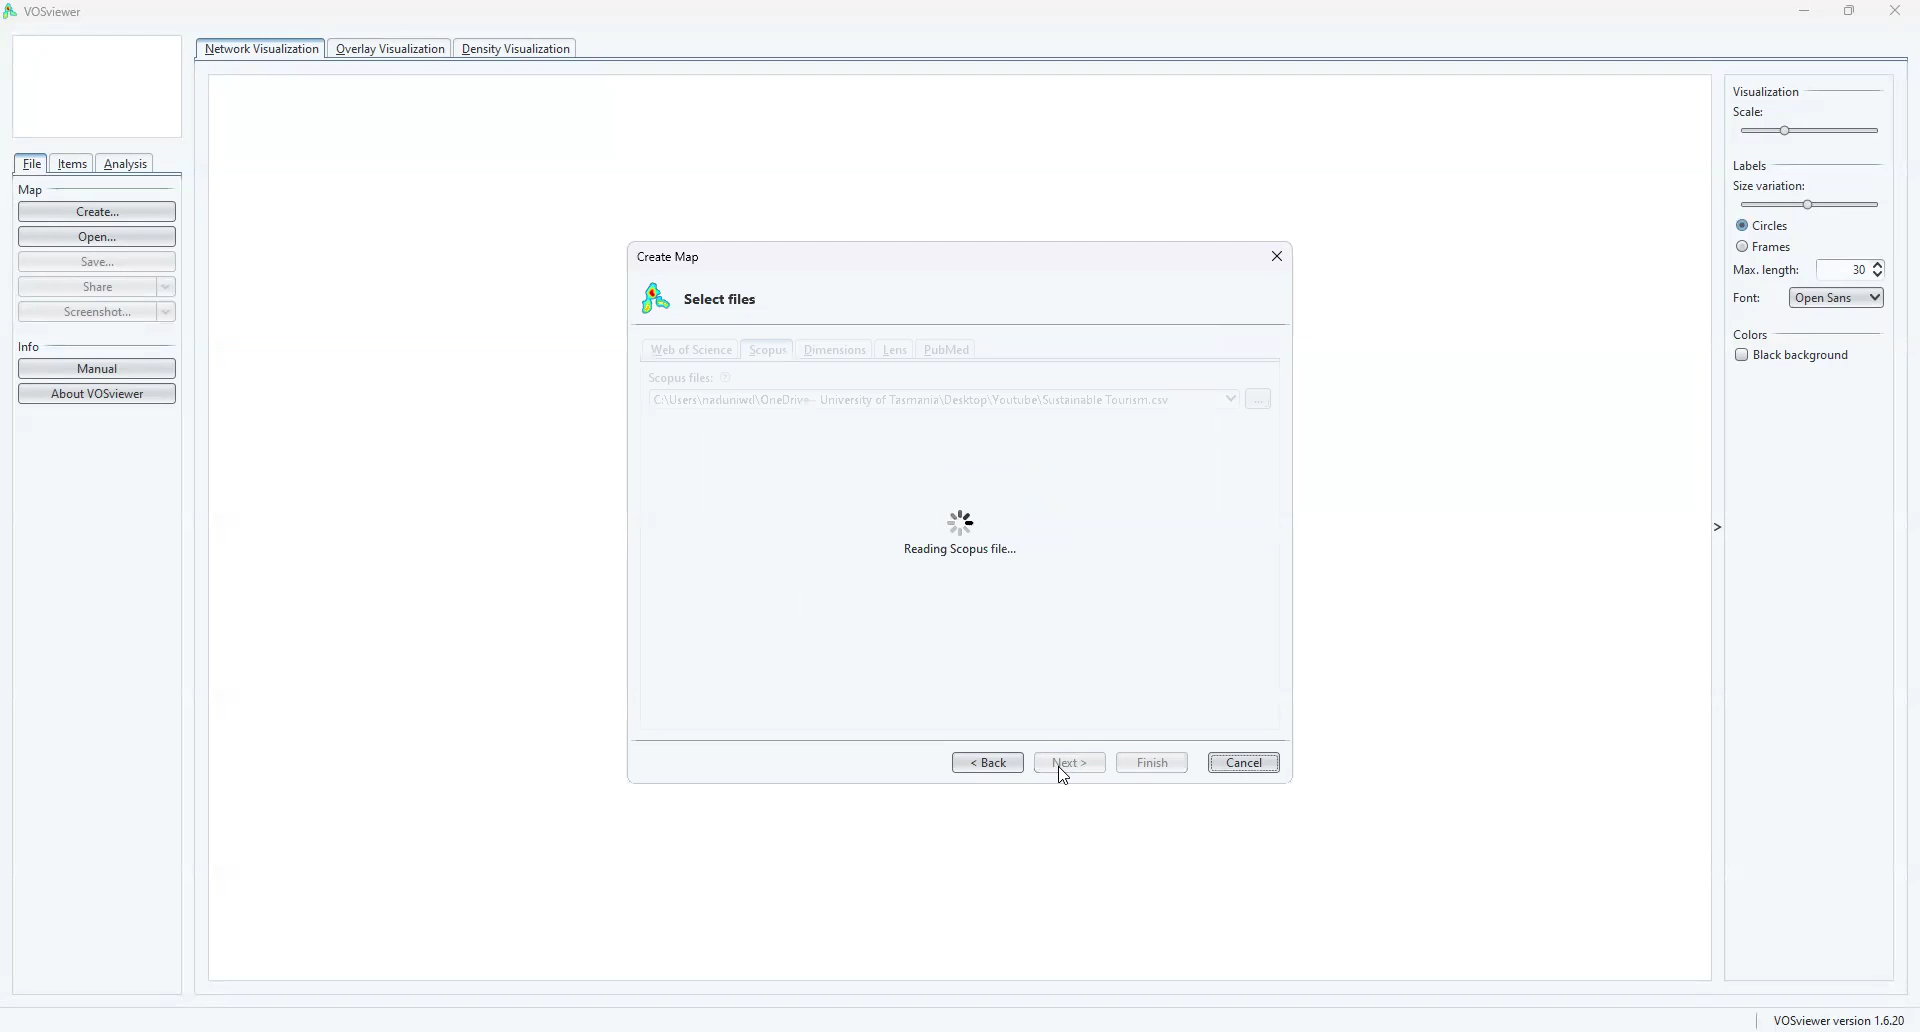 VOSviewer
Network Visualization
Overlay Visualization
Density Visualization
File
Items
Analysis
Map
Create...
Open...
Save...
Share
Screenshot...
Info
Manual
About VOSviewer
Create Map
Select files
Web of Science
Scopus
Dimensions
Lens
PubMed
Scopus files:
C:\Users\naduniwd\OneDrive - University of Tasmania\Desktop\Youtube\Sustainable Tourism.csv
...
Reading Scopus file...
< Back
Next >
Finish
Cancel
>
Visualization
Scale:
Labels
Size variation:
Circles
Frames
Max. length: 30
Font: Open Sans
Colors
Black background
VOSviewer version 1.6.20